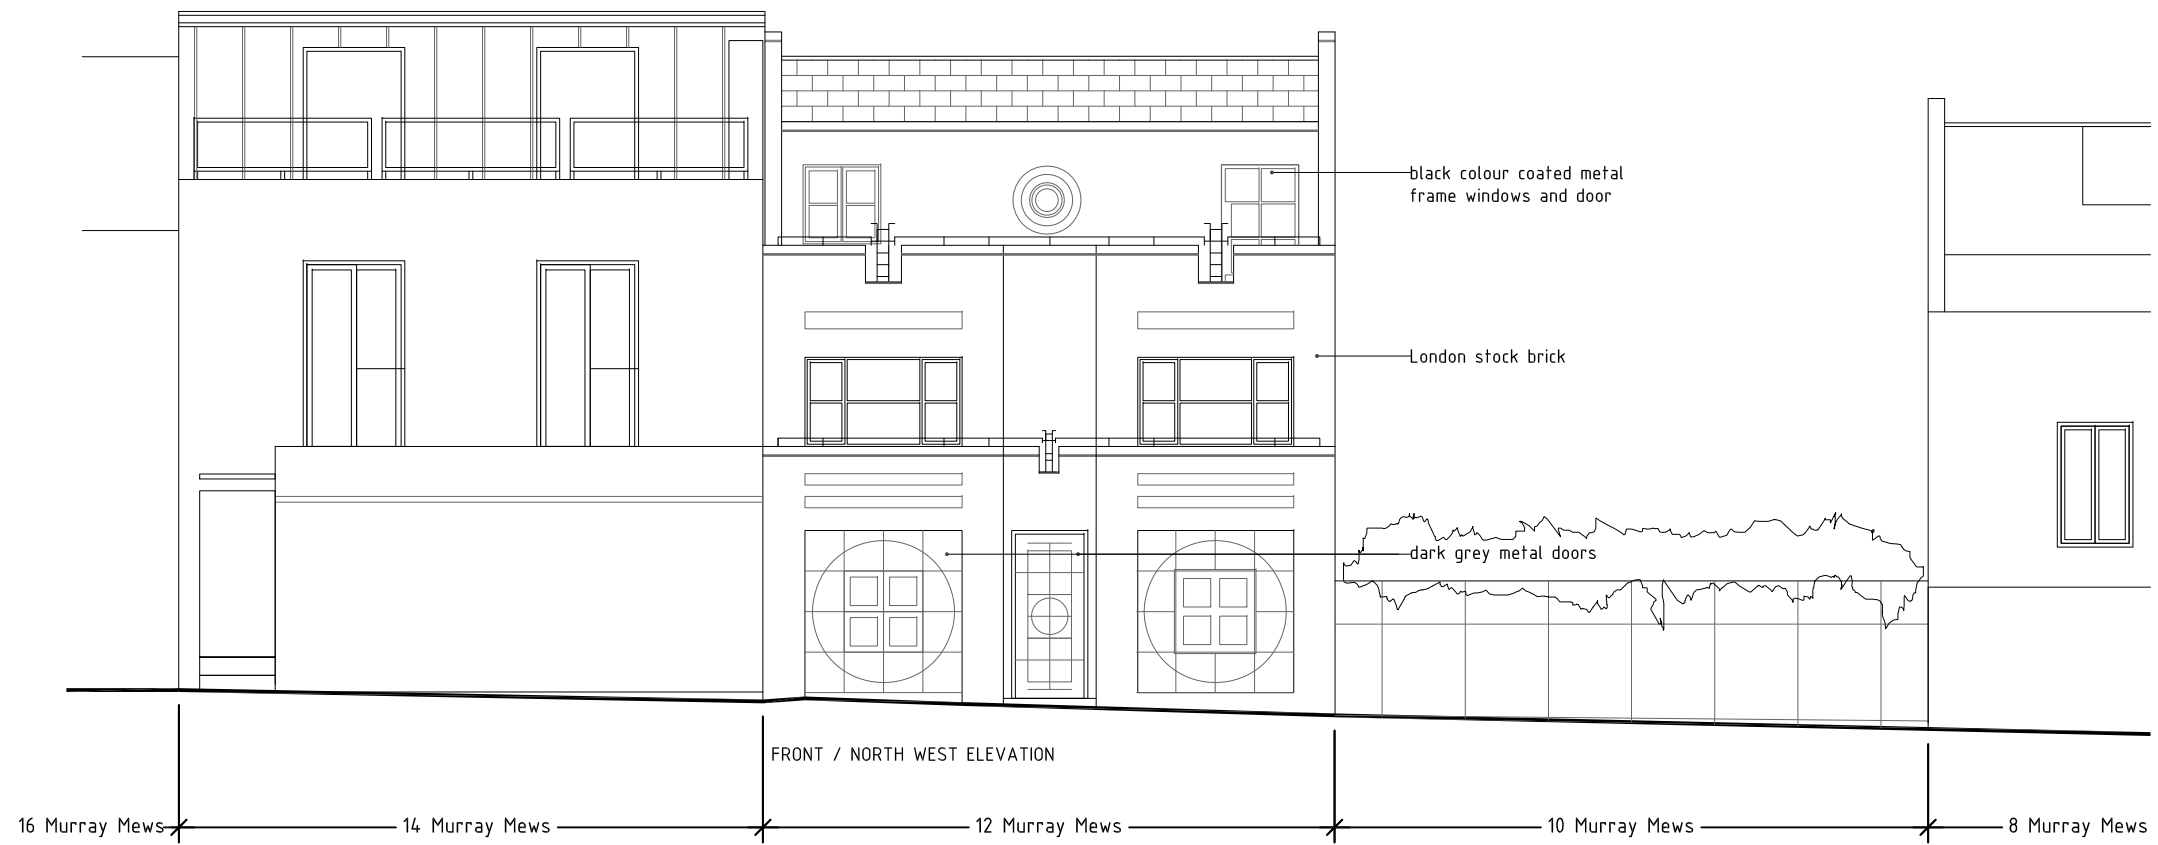 black colour coated metal
frame windows and door
London stock brick
dark grey metal doors
FRONT / NORTH WEST ELEVATION
16 Murray Mews
14 Murray Mews
12 Murray Mews
10 Murray Mews
8 Murray Mews